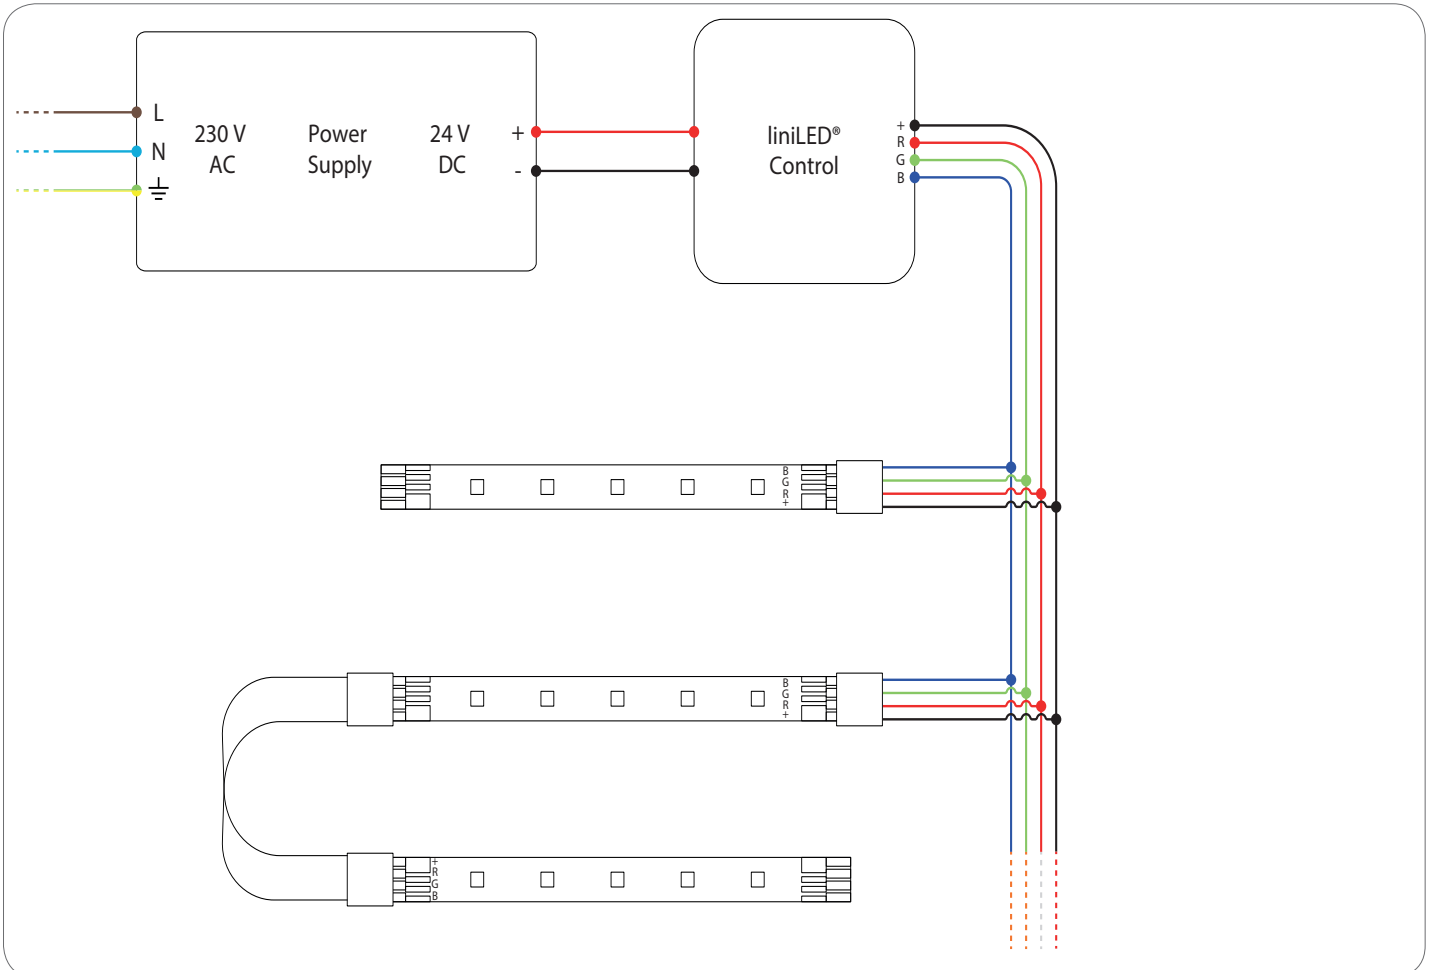 L
N
230 V
AC
Power
Supply
24 V
DC
+
-
liniLED®
Control
+
R
G
B
B
G
R
+
B
G
R
+
+
R
G
B